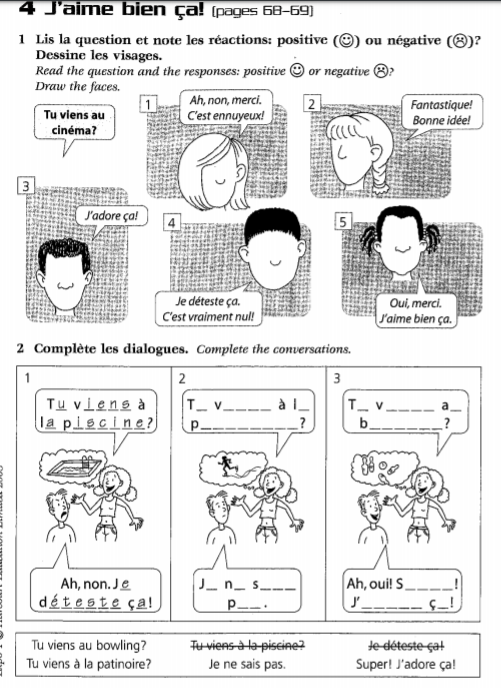 4 J'aime bien ça! (pages 68–69)
1 Lis la question et note les réactions: positive (☺) ou négative (☹)?
Dessine les visages.
Read the question and the responses: positive ☺ or negative ☹?
Draw the faces.
Tu viens au
cinéma?
1
Ah, non, merci.
C'est ennuyeux!
2
Fantastique!
Bonne idée!
3
J'adore ça!
4
Je déteste ça.
C'est vraiment nul!
5
Oui, merci.
J'aime bien ça.
2 Complète les dialogues. Complete the conversations.
1
Tu viens à
la piscine?
Ah, non. Je
déteste ça!
2
T__ v______ à l__
p__________?
J__ n__ s____
p____.
3
T__ v______ a__
b__________?
Ah, oui! S______!
J'_______ ç__!
Tu viens au bowling?
Tu viens à la piscine?
Je déteste ça!
Tu viens à la patinoire?
Je ne sais pas.
Super! J'adore ça!